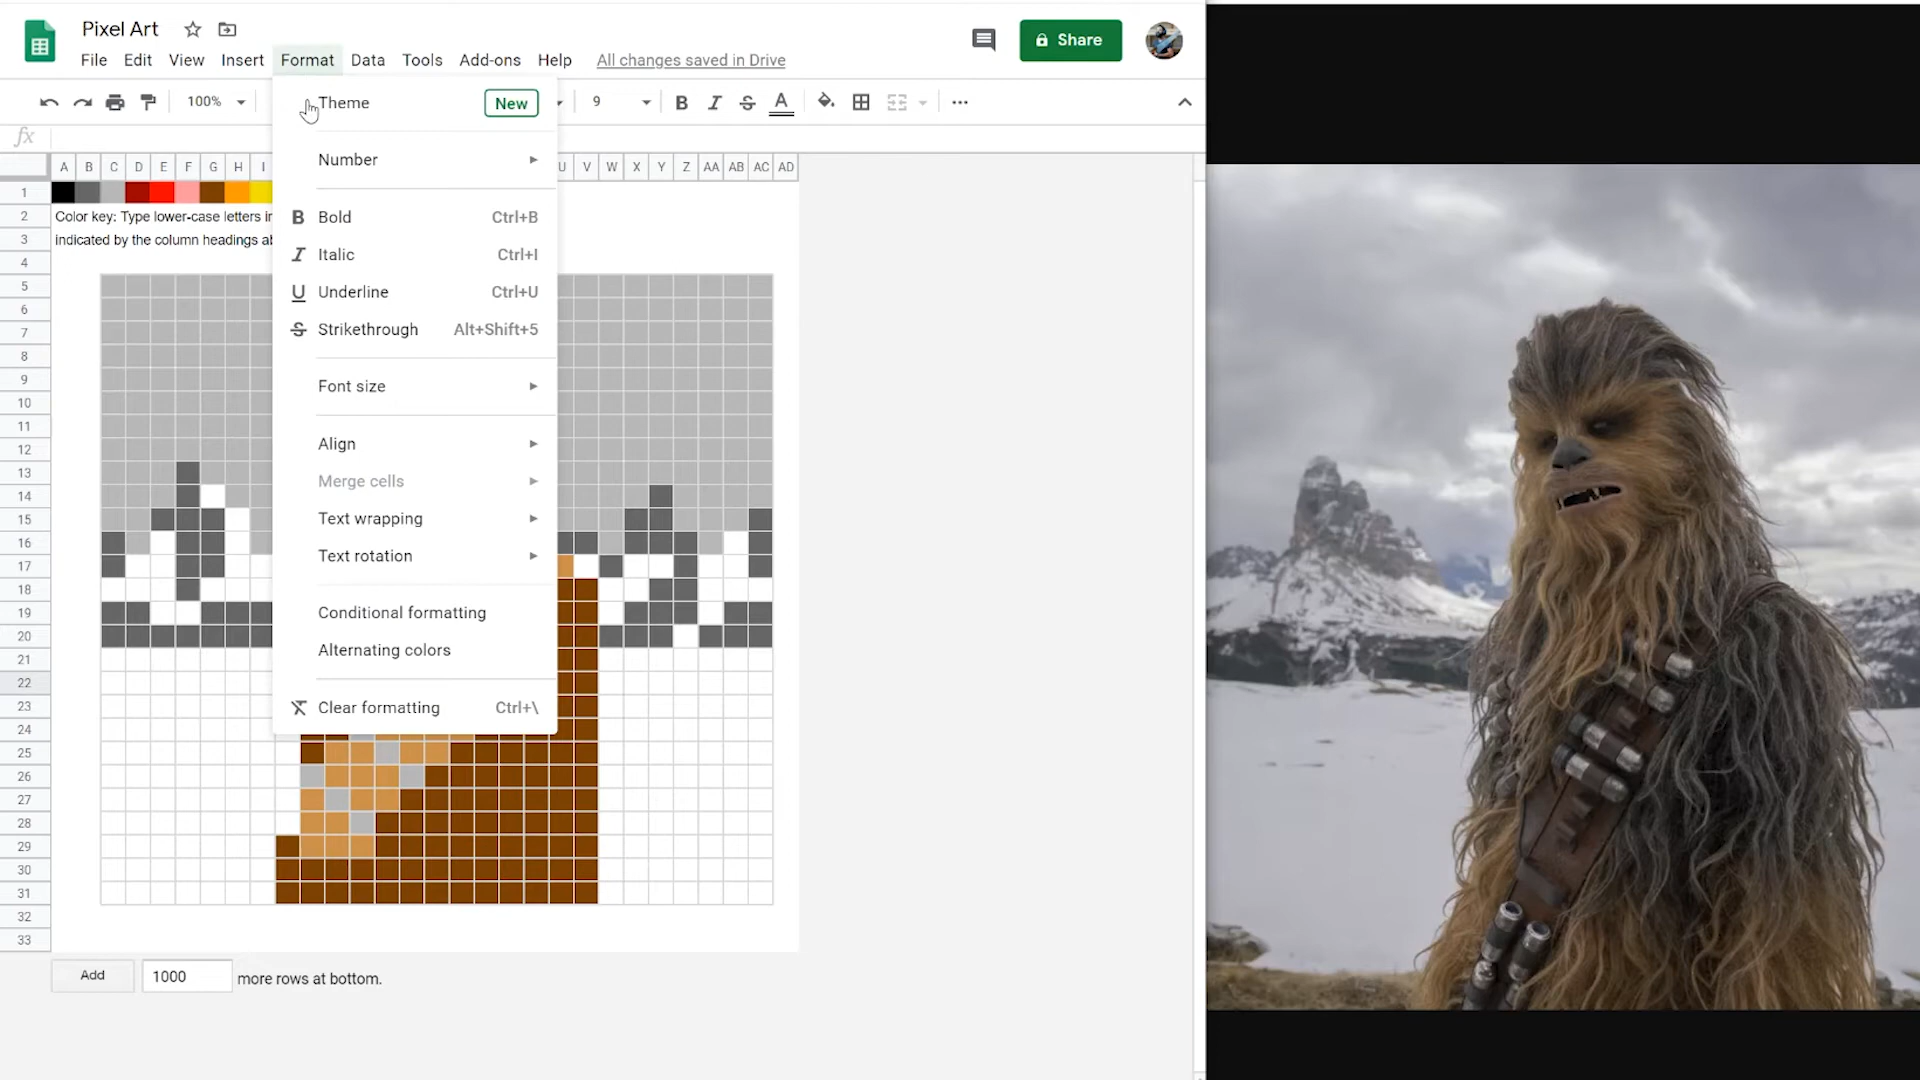 Pixel Art
File Edit View Insert Format Data Tools Add-ons Help All changes saved in Drive
Share
100%
9
B I S A
fx
Theme New
Number
B Bold Ctrl+B
I Italic Ctrl+I
U Underline Ctrl+U
S Strikethrough Alt+Shift+5
Font size
Align
Merge cells
Text wrapping
Text rotation
Conditional formatting
Alternating colors
Clear formatting Ctrl+\
A B C D E F G H I U V W X Y Z AA AB AC AD
1
2 Color key: Type lower-case letters in
3 indicated by the column headings ab
4
5
6
7
8
9
10
11
12
13
14
15
16
17
18
19
20
21
22
23
24
25
26
27
28
29
30
31
32
33
Add 1000 more rows at bottom.